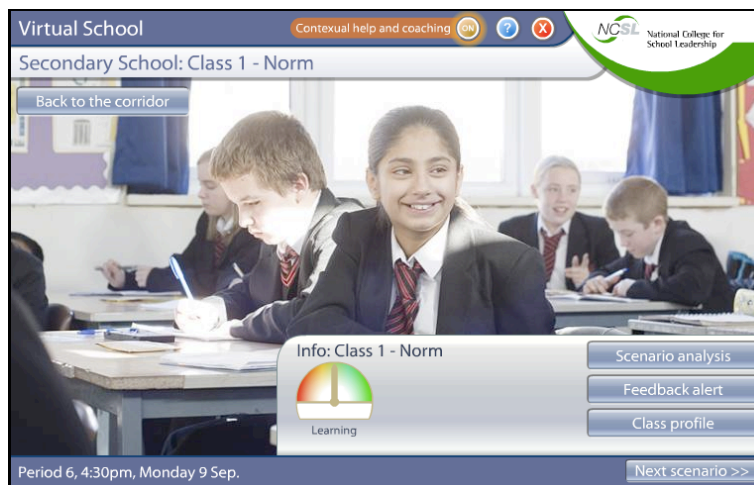 Virtual School
Contexual help and coaching
ON
?
X
NCSL
National College for
School Leadership
Secondary School: Class 1 - Norm
Back to the corridor
Info: Class 1 - Norm
Learning
Scenario analysis
Feedback alert
Class profile
Period 6, 4:30pm, Monday 9 Sep.
Next scenario >>